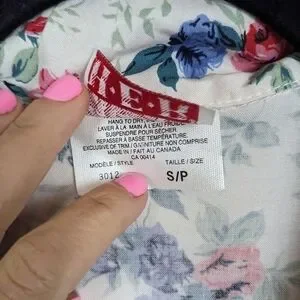 HANG TO DRY,
LAVER À LA MAIN À L'EAU FROIDE
SUSPENDRE POUR SÉCHER.
REPASSER À BASSE TEMPÉRATURE.
EXCLUSIVE OF TRIM / GARNITURE NON COMPRISE
MADE IN / FAIT AU CANADA
CA 00414
MODÈLE / STYLE TAILLE / SIZE
3012 S/P